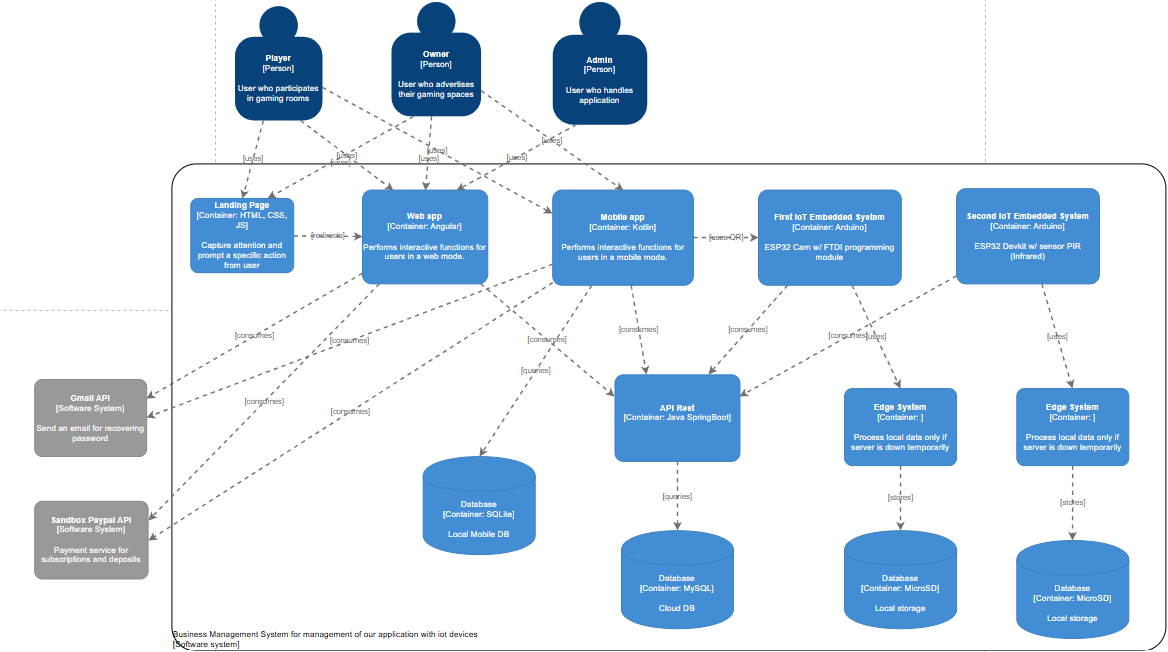 Player
[Person]
User who participates
in gaming rooms
Owner
[Person]
User who advertises
their gaming spaces
Admin
[Person]
User who handles
application
[uses]
[uses]
[uses]
[uses]
[uses]
[uses]
[uses]
Landing Page
[Container: HTML, CSS,
JS]
Capture attention and
prompt a specific action
from user
[redirects]
Web app
[Container: Angular]
Performs interactive functions for
users in a web mode.
Mobile app
[Container: Kotlin]
Performs interactive functions for
users in a mobile mode.
[uses QR]
First IoT Embedded System
[Container: Arduino]
ESP32 Cam w/ FTDI programming
module
Second IoT Embedded System
[Container: Arduino]
ESP32 Devkit w/ sensor PIR
(Infrared)
[consumes]
[consumes]
[consumes]
[consumes]
[consumes]
[consumes]
[uses]
[uses]
[queries]
[consumes]
[consumes]
Gmail API
[Software System]
Send an email for recovering
password
API Rest
[Container: Java SpringBoot]
Edge System
[Container: ]
Process local data only if
server is down temporarily
Edge System
[Container: ]
Process local data only if
server is down temporarily
[queries]
[stores]
[stores]
Sandbox Paypal API
[Software System]
Payment service for
subscriptions and deposits
Database
[Container: SQLite]
Local Mobile DB
Database
[Container: MySQL]
Cloud DB
Database
[Container: MicroSD]
Local storage
Database
[Container: MicroSD]
Local storage
Business Management System for management of our application with iot devices
[Software system]